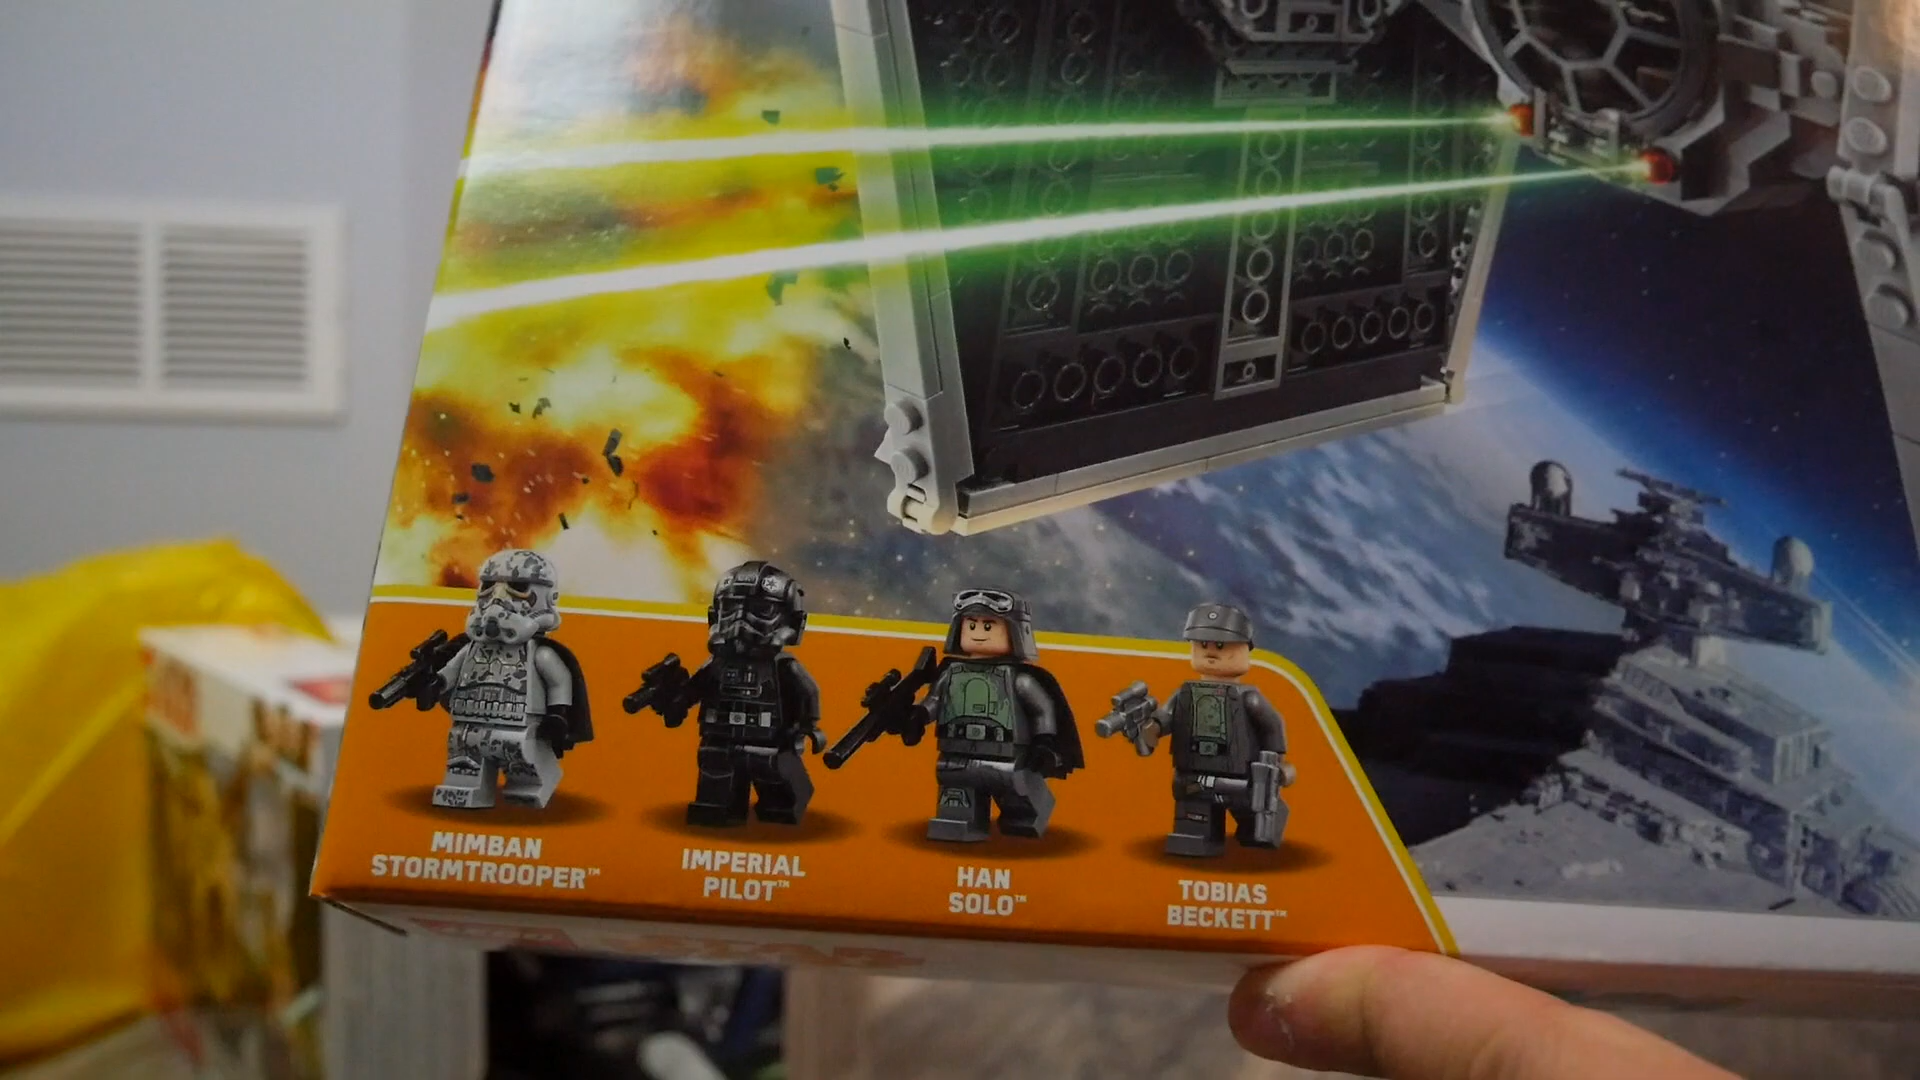 MIMBAN
STORMTROOPER™
IMPERIAL
PILOT™
HAN
SOLO™
TOBIAS
BECKETT™